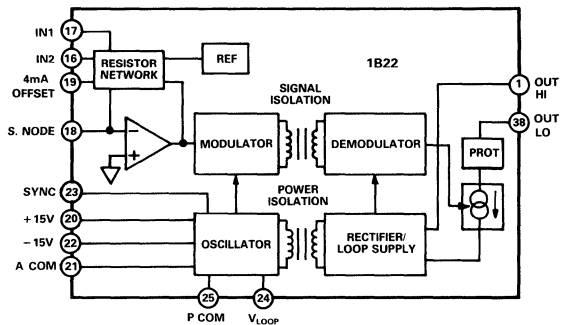 IN1 17
IN2 16
4mA OFFSET 19
S. NODE 18
SYNC 23
+15V 20
−15V 22
A COM 21
RESISTOR
NETWORK
REF
1B22
SIGNAL
ISOLATION
MODULATOR
DEMODULATOR
−
+
POWER
ISOLATION
OSCILLATOR
RECTIFIER/
LOOP SUPPLY
PROT
1 OUT
HI
38 OUT
LO
25
P COM
24
VLOOP